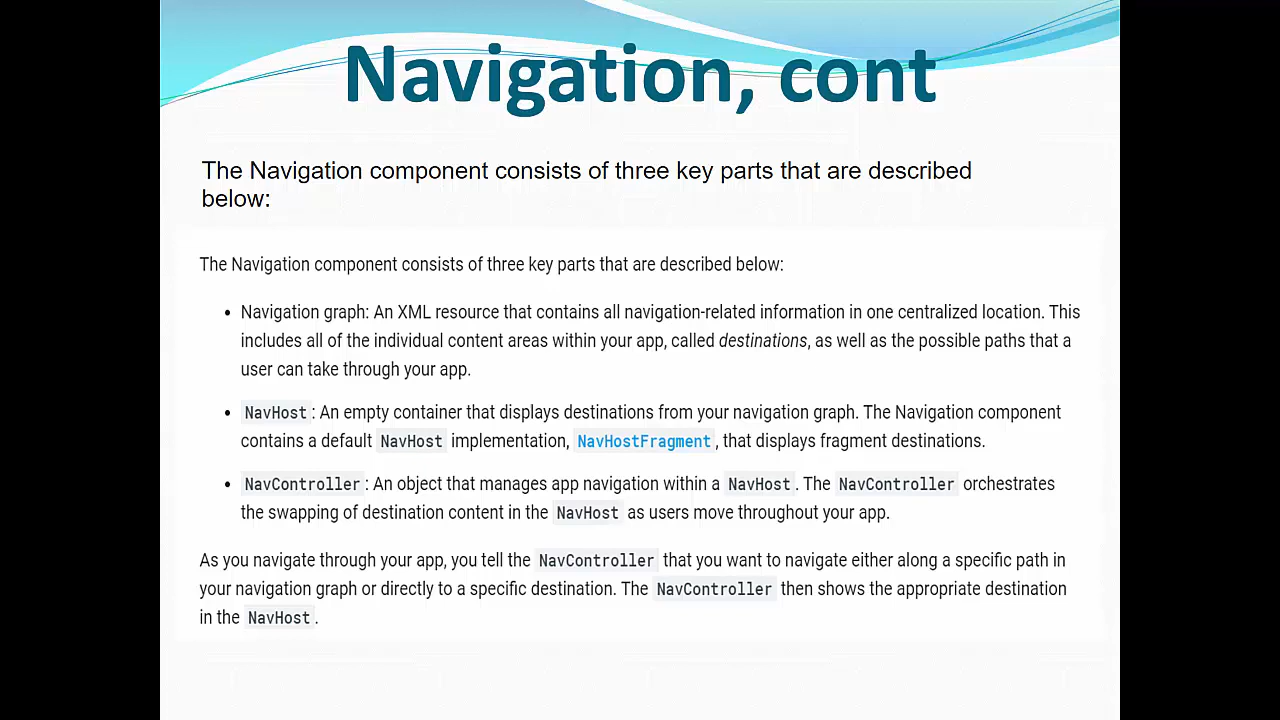 Navigation, cont
The Navigation component consists of three key parts that are described
below:
The Navigation component consists of three key parts that are described below:
• Navigation graph: An XML resource that contains all navigation-related information in one centralized location. This
includes all of the individual content areas within your app, called destinations, as well as the possible paths that a
user can take through your app.
• NavHost: An empty container that displays destinations from your navigation graph. The Navigation component
contains a default NavHost implementation, NavHostFragment, that displays fragment destinations.
• NavController: An object that manages app navigation within a NavHost. The NavController orchestrates
the swapping of destination content in the NavHost as users move throughout your app.
As you navigate through your app, you tell the NavController that you want to navigate either along a specific path in
your navigation graph or directly to a specific destination. The NavController then shows the appropriate destination
in the NavHost.